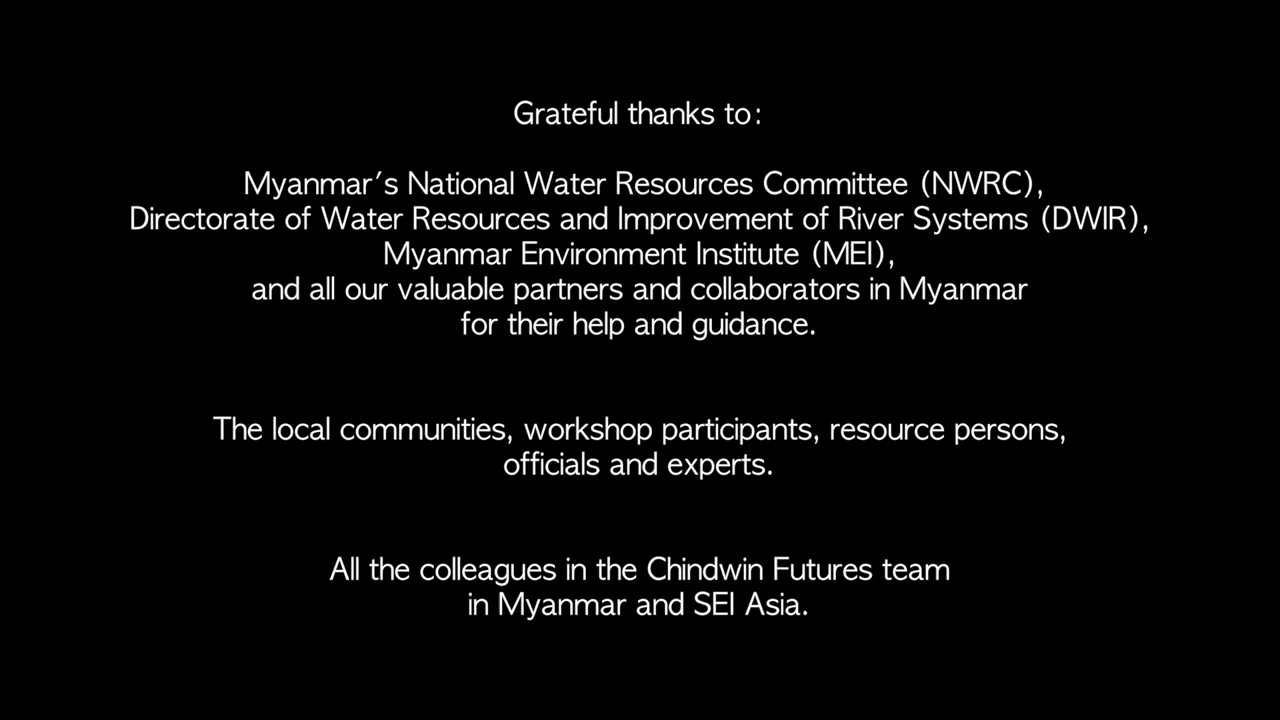 Grateful thanks to:
Myanmar's National Water Resources Committee (NWRC),
Directorate of Water Resources and Improvement of River Systems (DWIR),
Myanmar Environment Institute (MEI),
and all our valuable partners and collaborators in Myanmar
for their help and guidance.
The local communities, workshop participants, resource persons,
officials and experts.
All the colleagues in the Chindwin Futures team
in Myanmar and SEI Asia.